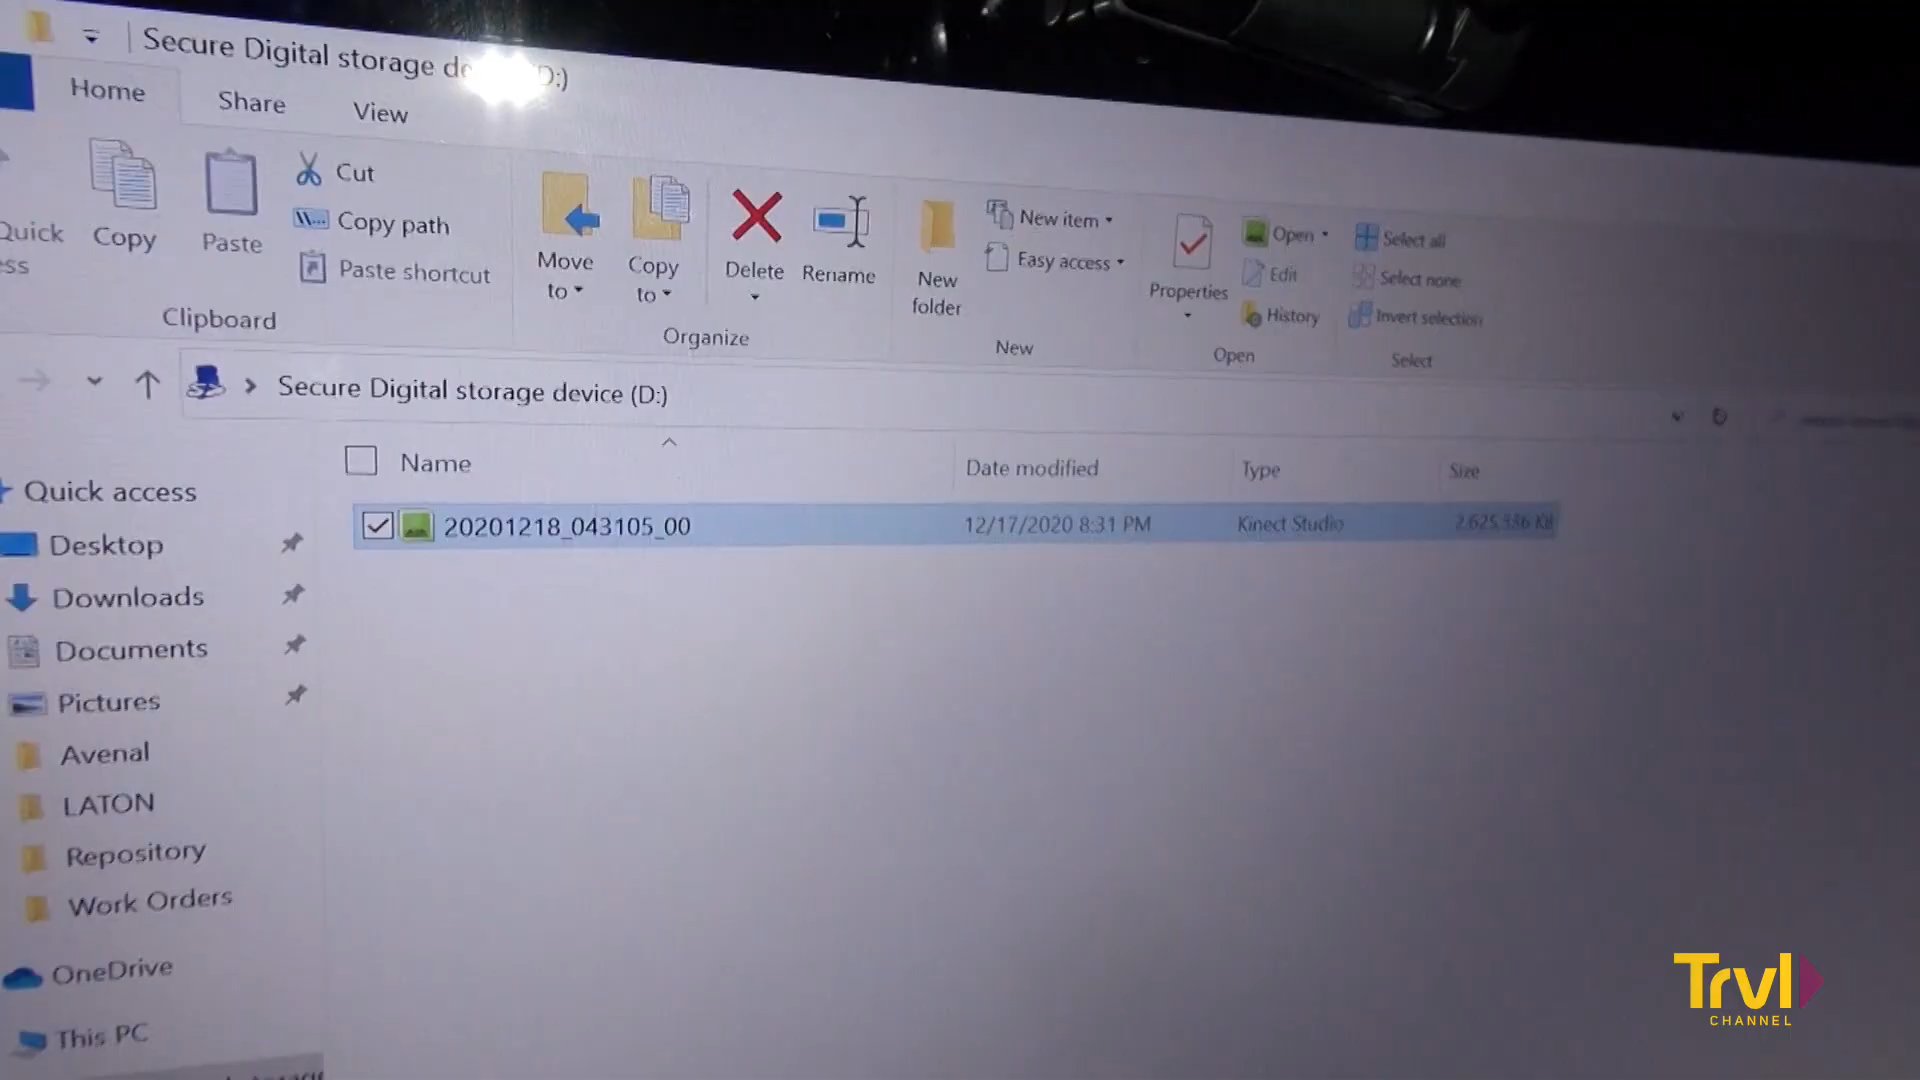 Secure Digital storage de D:)
Home Share View
Quick Copy Paste Cut
Copy path
Paste shortcut
Clipboard
Move to
Copy to
Delete
Rename
Organize
New folder
New item
Easy access
New
Properties
Open
Edit
History
Open
Select all
Select none
Invert selection
Select
Secure Digital storage device (D:)
Name Date modified Type Size
20201218_043105_00 12/17/2020 8:31 PM Kinect Studio
Quick access
Desktop
Downloads
Documents
Pictures
Avenal
LATON
Repository
Work Orders
OneDrive
This PC
Trvl
CHANNEL